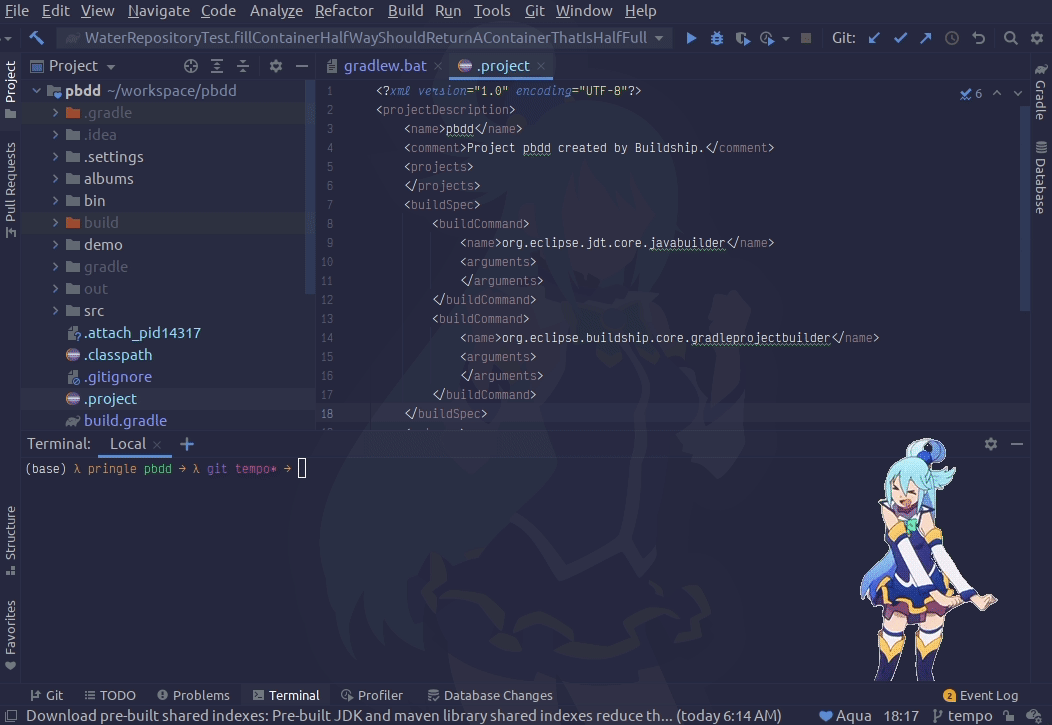 File Edit View Navigate Code Analyze Refactor Build Run Tools Git Window Help
WaterRepositoryTest.fillContainerHalfWayShouldReturnAContainerThatIsHalfFull Git:
Project
gradlew.bat .project
pbdd ~/workspace/pbdd
.gradle
.idea
.settings
albums
bin
build
demo
gradle
out
src
.attach_pid14317
.classpath
.gitignore
.project
build.gradle
1 <?xml version="1.0" encoding="UTF-8"?>
2 <projectDescription>
3 <name>pbdd</name>
4 <comment>Project pbdd created by Buildship.</comment>
5 <projects>
6 </projects>
7 <buildSpec>
8 <buildCommand>
9 <name>org.eclipse.jdt.core.javabuilder</name>
10 <arguments>
11 </arguments>
12 </buildCommand>
13 <buildCommand>
14 <name>org.eclipse.buildship.core.gradleprojectbuilder</name>
15 <arguments>
16 </arguments>
17 </buildCommand>
18 </buildSpec>
6
Project
Pull Requests
Structure
Favorites
Gradle
Database
Terminal: Local
(base) λ pringle pbdd → λ git tempo* →
Git TODO Problems Terminal Profiler Database Changes 2 Event Log
Download pre-built shared indexes: Pre-built JDK and maven library shared indexes reduce th... (today 6:14 AM) Aqua 18:17 tempo